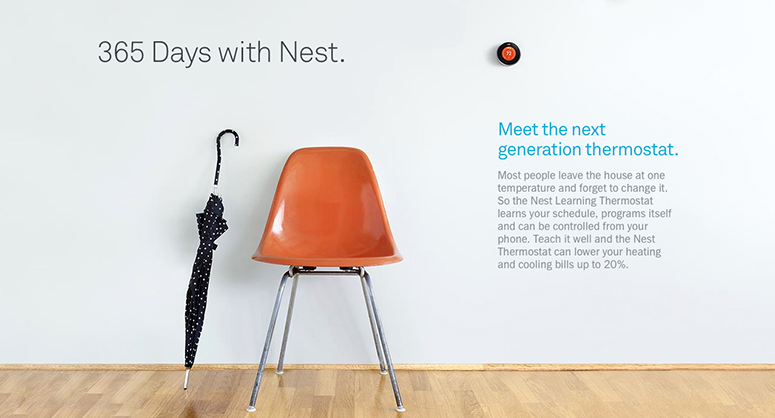 365 Days with Nest.
Meet the next
generation thermostat.
Most people leave the house at one
temperature and forget to change it.
So the Nest Learning Thermostat
learns your schedule, programs itself
and can be controlled from your
phone. Teach it well and the Nest
Thermostat can lower your heating
and cooling bills up to 20%.